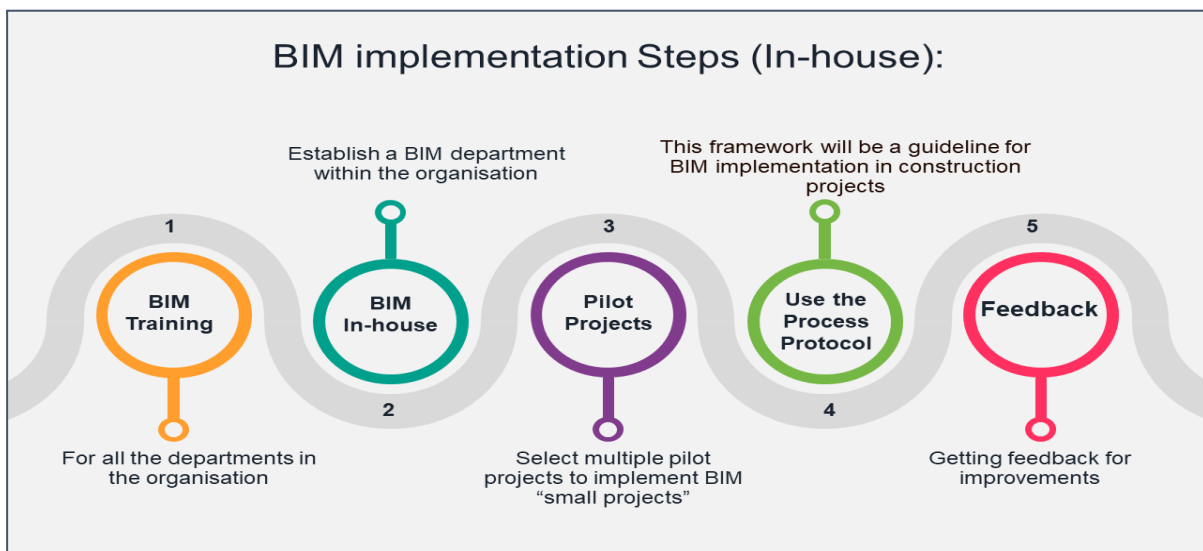 BIM implementation Steps (In-house):
1
BIM
Training
For all the departments in
the organisation
Establish a BIM department
within the organisation
BIM
In-house
2
3
Pilot
Projects
Select multiple pilot
projects to implement BIM
“small projects”
This framework will be a guideline for
BIM implementation in construction
projects
Use the
Process
Protocol
4
5
Feedback
Getting feedback for
improvements